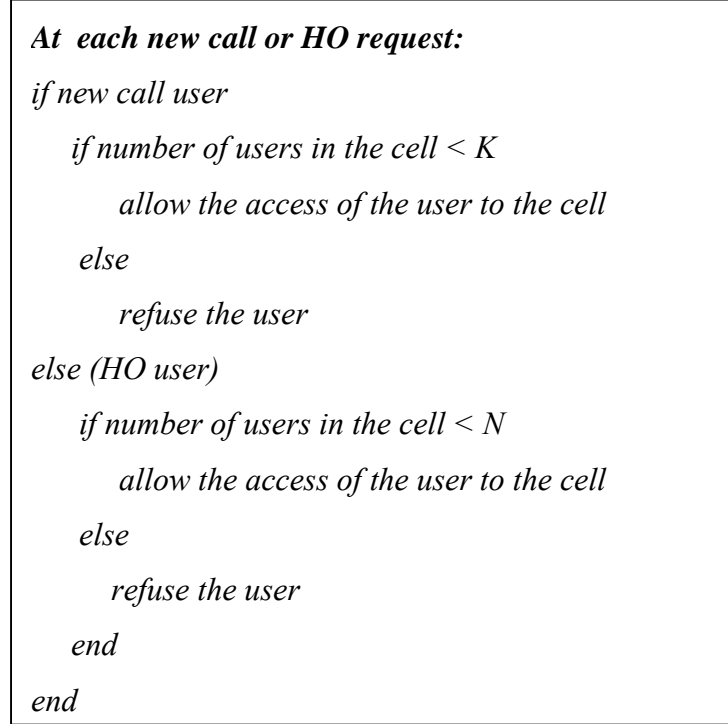 At each new call or HO request:
if new call user
if number of users in the cell < K
allow the access of the user to the cell
else
refuse the user
else (HO user)
if number of users in the cell < N
allow the access of the user to the cell
else
refuse the user
end
end